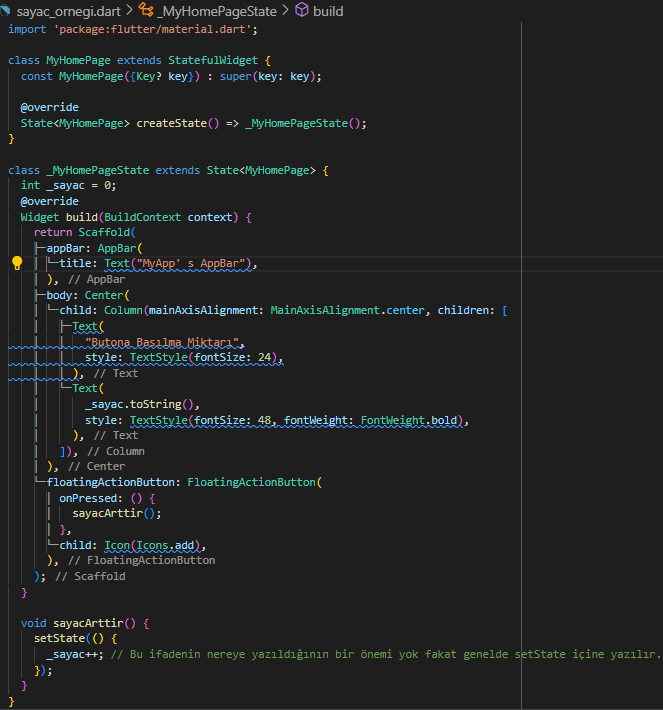 sayac_ornegi.dart > _MyHomePageState > build
import 'package:flutter/material.dart';
class MyHomePage extends StatefulWidget {
const MyHomePage({Key? key}) : super(key: key);
@override
State<MyHomePage> createState() => _MyHomePageState();
}
class _MyHomePageState extends State<MyHomePage> {
int _sayac = 0;
@override
Widget build(BuildContext context) {
return Scaffold(
appBar: AppBar(
title: Text("MyApp' s AppBar"),
), // AppBar
body: Center(
child: Column(mainAxisAlignment: MainAxisAlignment.center, children: [
Text(
"Butona Basılma Miktarı",
style: TextStyle(fontSize: 24),
), // Text
Text(
_sayac.toString(),
style: TextStyle(fontSize: 48, fontWeight: FontWeight.bold),
), // Text
]), // Column
), // Center
floatingActionButton: FloatingActionButton(
onPressed: () {
sayacArttir();
},
child: Icon(Icons.add),
), // FloatingActionButton
); // Scaffold
}
void sayacArttir() {
setState(() {
_sayac++; // Bu ifadenin nereye yazıldığının bir önemi yok fakat genelde setState içine yazılır.
});
}
}